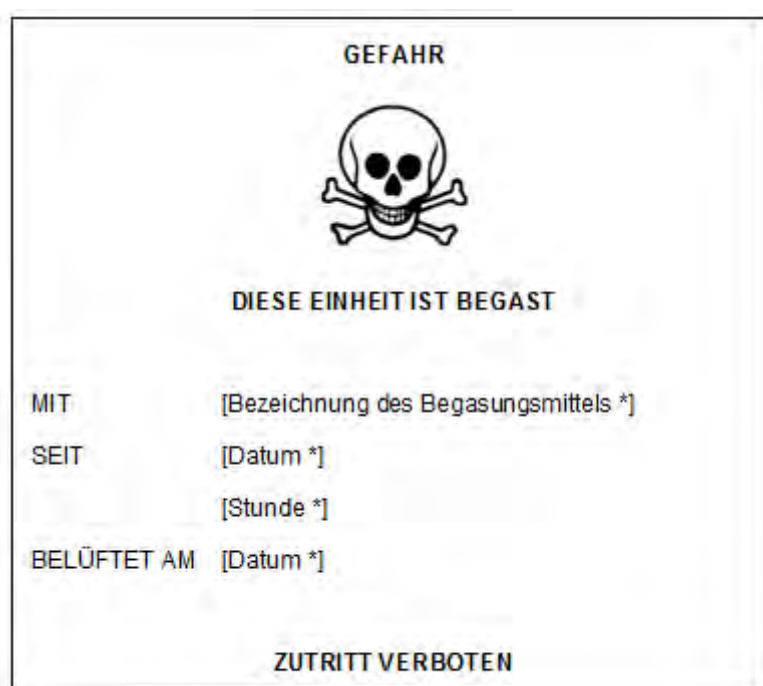 GEFAHR
DIESE EINHEIT IST BEGAST
MIT [Bezeichnung des Begasungsmittels *]
SEIT [Datum *]
[Stunde *]
BELÜFTET AM [Datum *]
ZUTRITT VERBOTEN